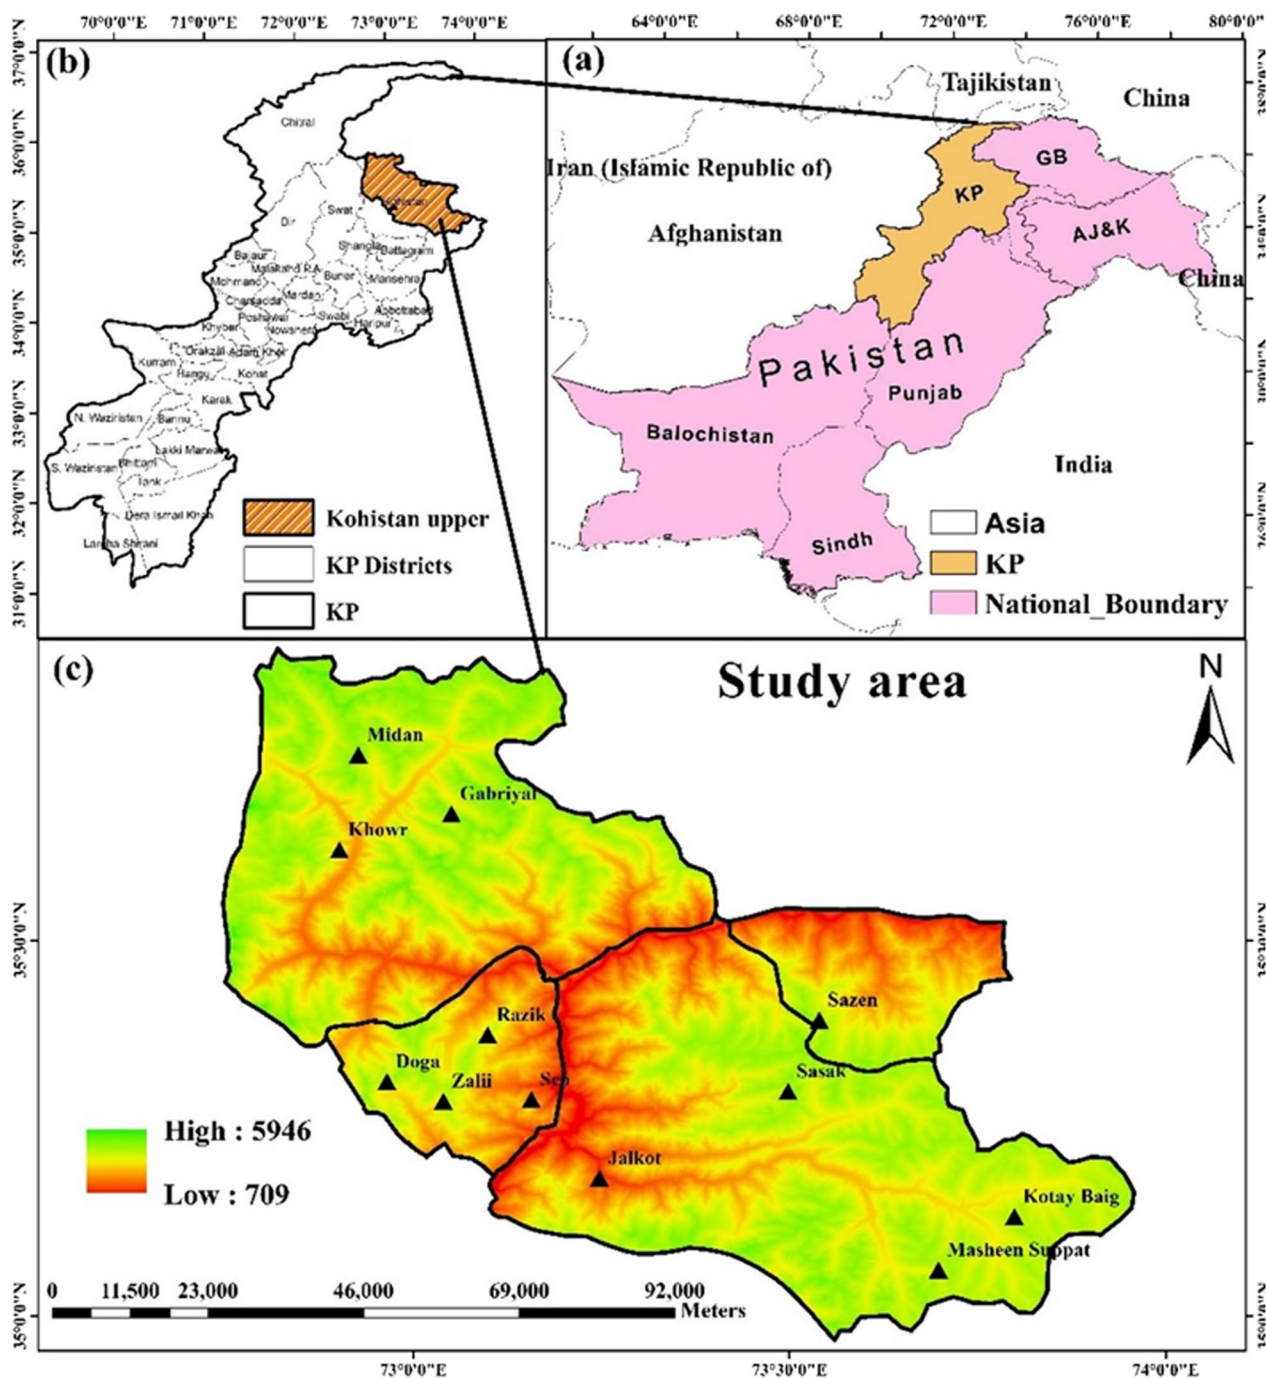 70°0'0"E 71°0'0"E 72°0'0"E 73°0'0"E 74°0'0"E
64°0'0"E 68°0'0"E 72°0'0"E 76°0'0"E 80°0'0"E
(b)
37°0'0"N
36°0'0"N
35°0'0"N
34°0'0"N
33°0'0"N
32°0'0"N
31°0'0"N
Chitral
Swat
Dir
Shangla
Battagram
Bajaur
Malakand P.A
Buner
Mansehra
Mohmand
Charsadda
Mardan
Abbottabad
Peshawar
Swabi
Haripur
Khyber
Nowshera
Orakzai
Adam Khel
Kurram
Hangu
Kohat
Karak
N. Waziristan
Bannu
Lakki Marwat
S. Waziristan
Bhittani
Tank
Dera Ismail Khan
Larzha Shirani
Kohistan upper
KP Districts
KP
(a)
Tajikistan
China
Iran (Islamic Republic of)
GB
KP
Afghanistan
AJ&K
China
Pakistan
Punjab
Balochistan
India
Sindh
Asia
KP
National_Boundary
(c)
Study area
N
Midan
Gabriyal
Khowr
Sazen
Razik
Doga
Zalii
Seo
Sasak
Jalkot
Kotay Baig
Masheen Suppat
High : 5946
Low : 709
0 11,500 23,000 46,000 69,000 92,000
Meters
35°30'0"N
35°0'0"N
73°0'0"E 73°30'0"E 74°0'0"E